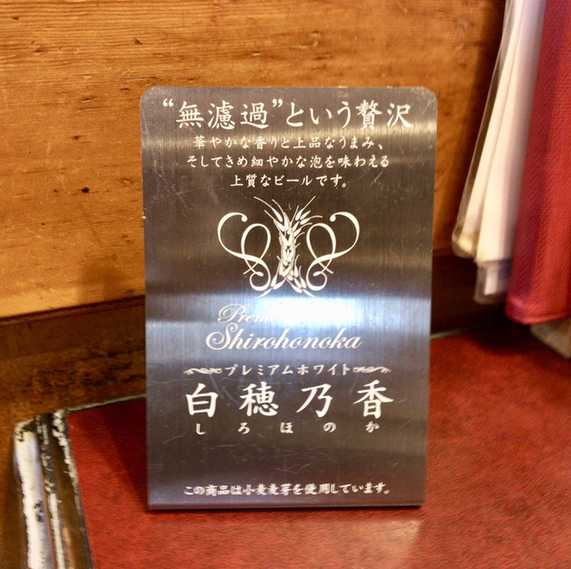 “無濾過”という贅沢
華やかな香りと上品なうまみ、
そしてきめ細やかな泡を味わえる
上質なビールです。
Shirohonoka
プレミアムホワイト
白穂乃香
しろほのか
この商品は小麦麦芽を使用しています。